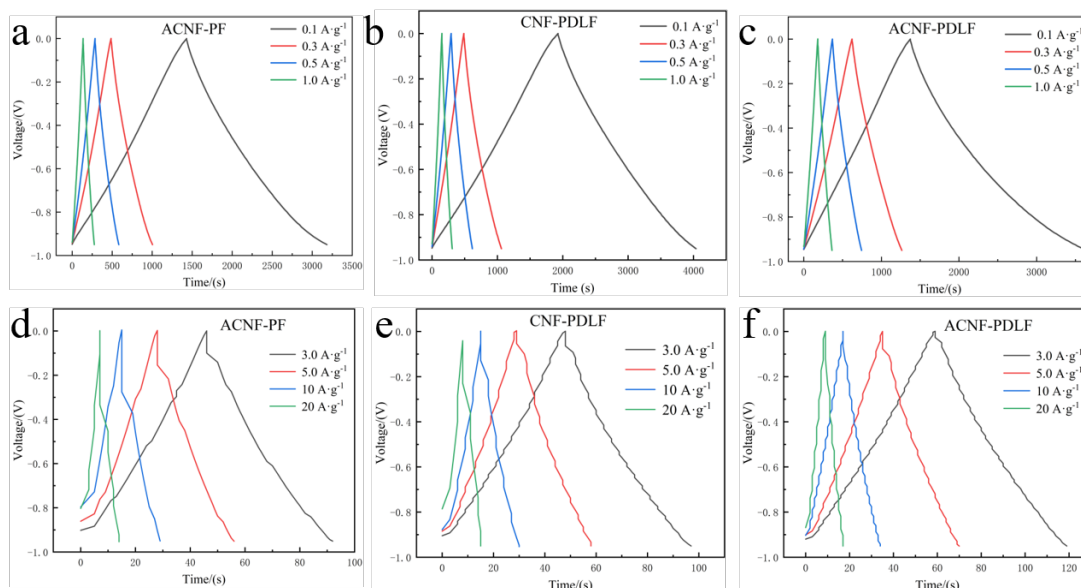 a
ACNF-PF
0.1 A·g⁻¹
0.3 A·g⁻¹
0.5 A·g⁻¹
1.0 A·g⁻¹
Voltage/(V)
0.0
-0.2
-0.4
-0.6
-0.8
-1.0
0 500 1000 1500 2000 2500 3000 3500
Time/(s)
b
CNF-PDLF
0.1 A·g⁻¹
0.3 A·g⁻¹
0.5 A·g⁻¹
1.0 A·g⁻¹
Voltage (V)
0.0
-0.2
-0.4
-0.6
-0.8
-1.0
0 1000 2000 3000 4000
Time (s)
c
ACNF-PDLF
0.1 A·g⁻¹
0.3 A·g⁻¹
0.5 A·g⁻¹
1.0 A·g⁻¹
Voltage/(V)
0.0
-0.2
-0.4
-0.6
-0.8
-1.0
0 1000 2000 3000
Time/(s)
d
ACNF-PF
3.0 A·g⁻¹
5.0 A·g⁻¹
10 A·g⁻¹
20 A·g⁻¹
Voltage/(V)
0.0
-0.2
-0.4
-0.6
-0.8
-1.0
0 20 40 60 80 100
Time/(s)
e
CNF-PDLF
3.0 A·g⁻¹
5.0 A·g⁻¹
10 A·g⁻¹
20 A·g⁻¹
Voltage/(V)
0.0
-0.2
-0.4
-0.6
-0.8
-1.0
0 20 40 60 80 100
Time/(s)
f
ACNF-PDLF
3.0 A·g⁻¹
5.0 A·g⁻¹
10 A·g⁻¹
20 A·g⁻¹
Voltage/(V)
0.0
-0.2
-0.4
-0.6
-0.8
-1.0
0 20 40 60 80 100 120
Time/(s)